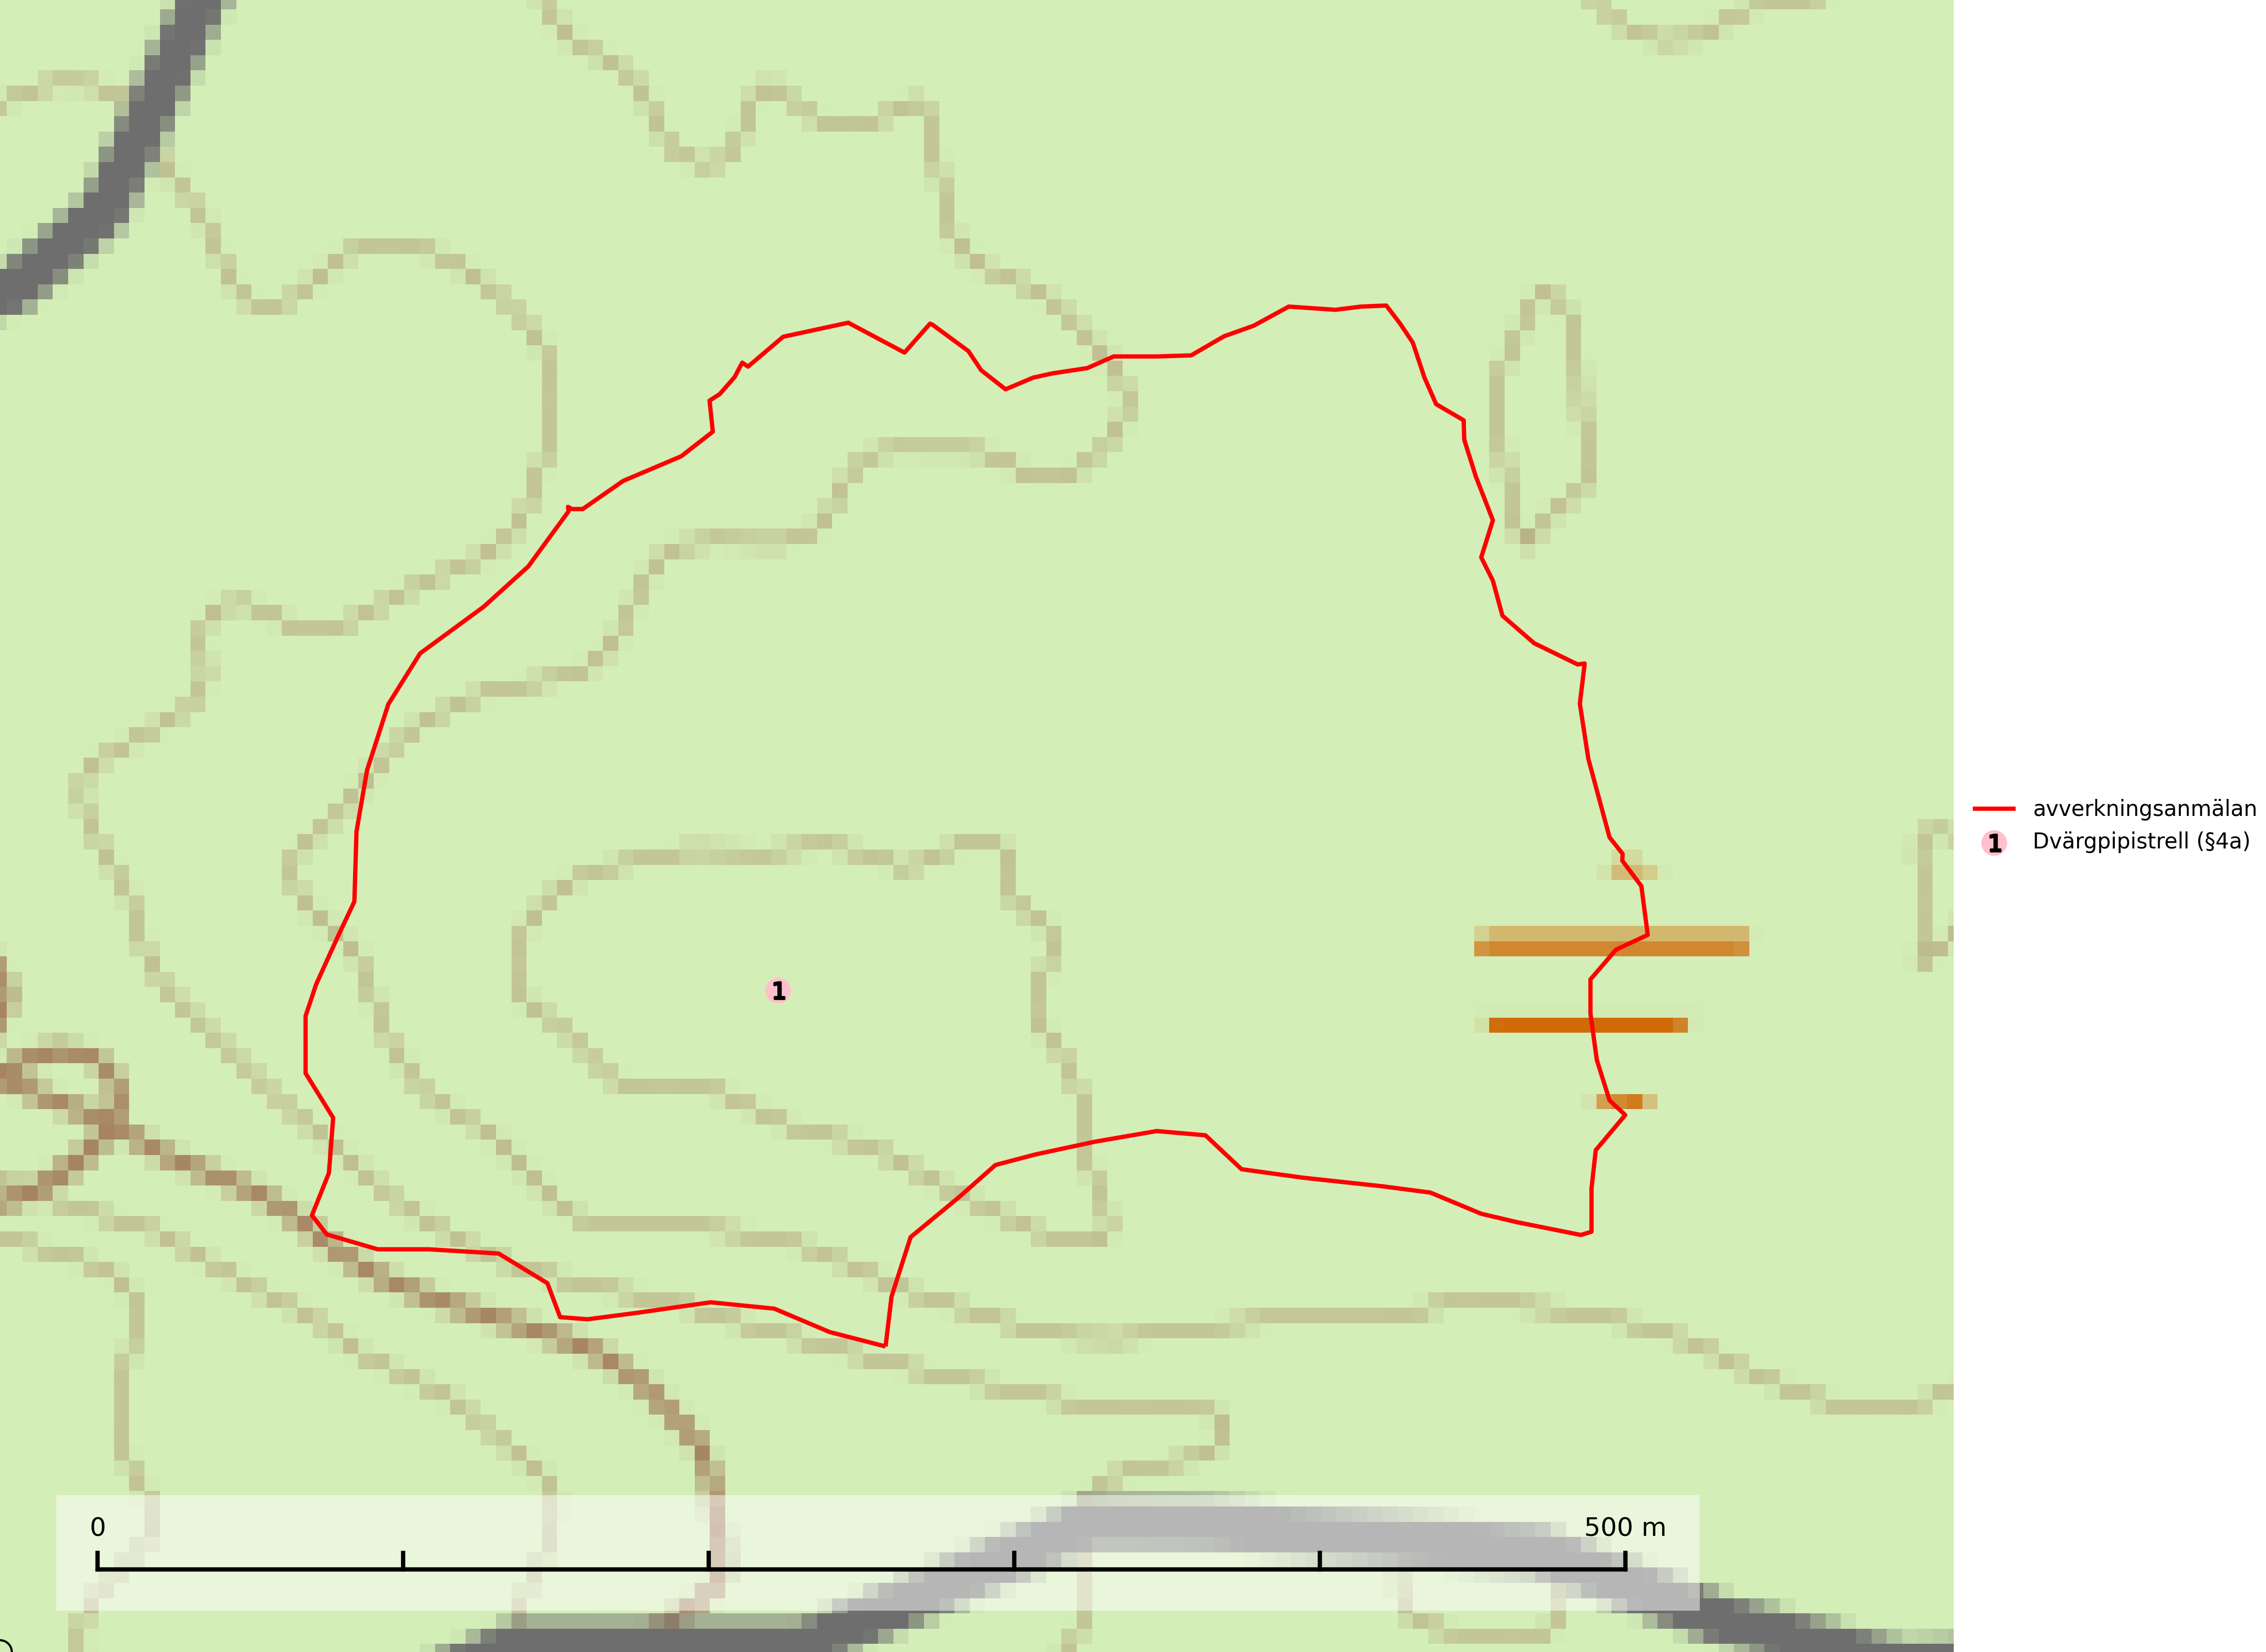 avverkningsanmälan
1 Dvärgpipistrell (§4a)
1
0 500 m